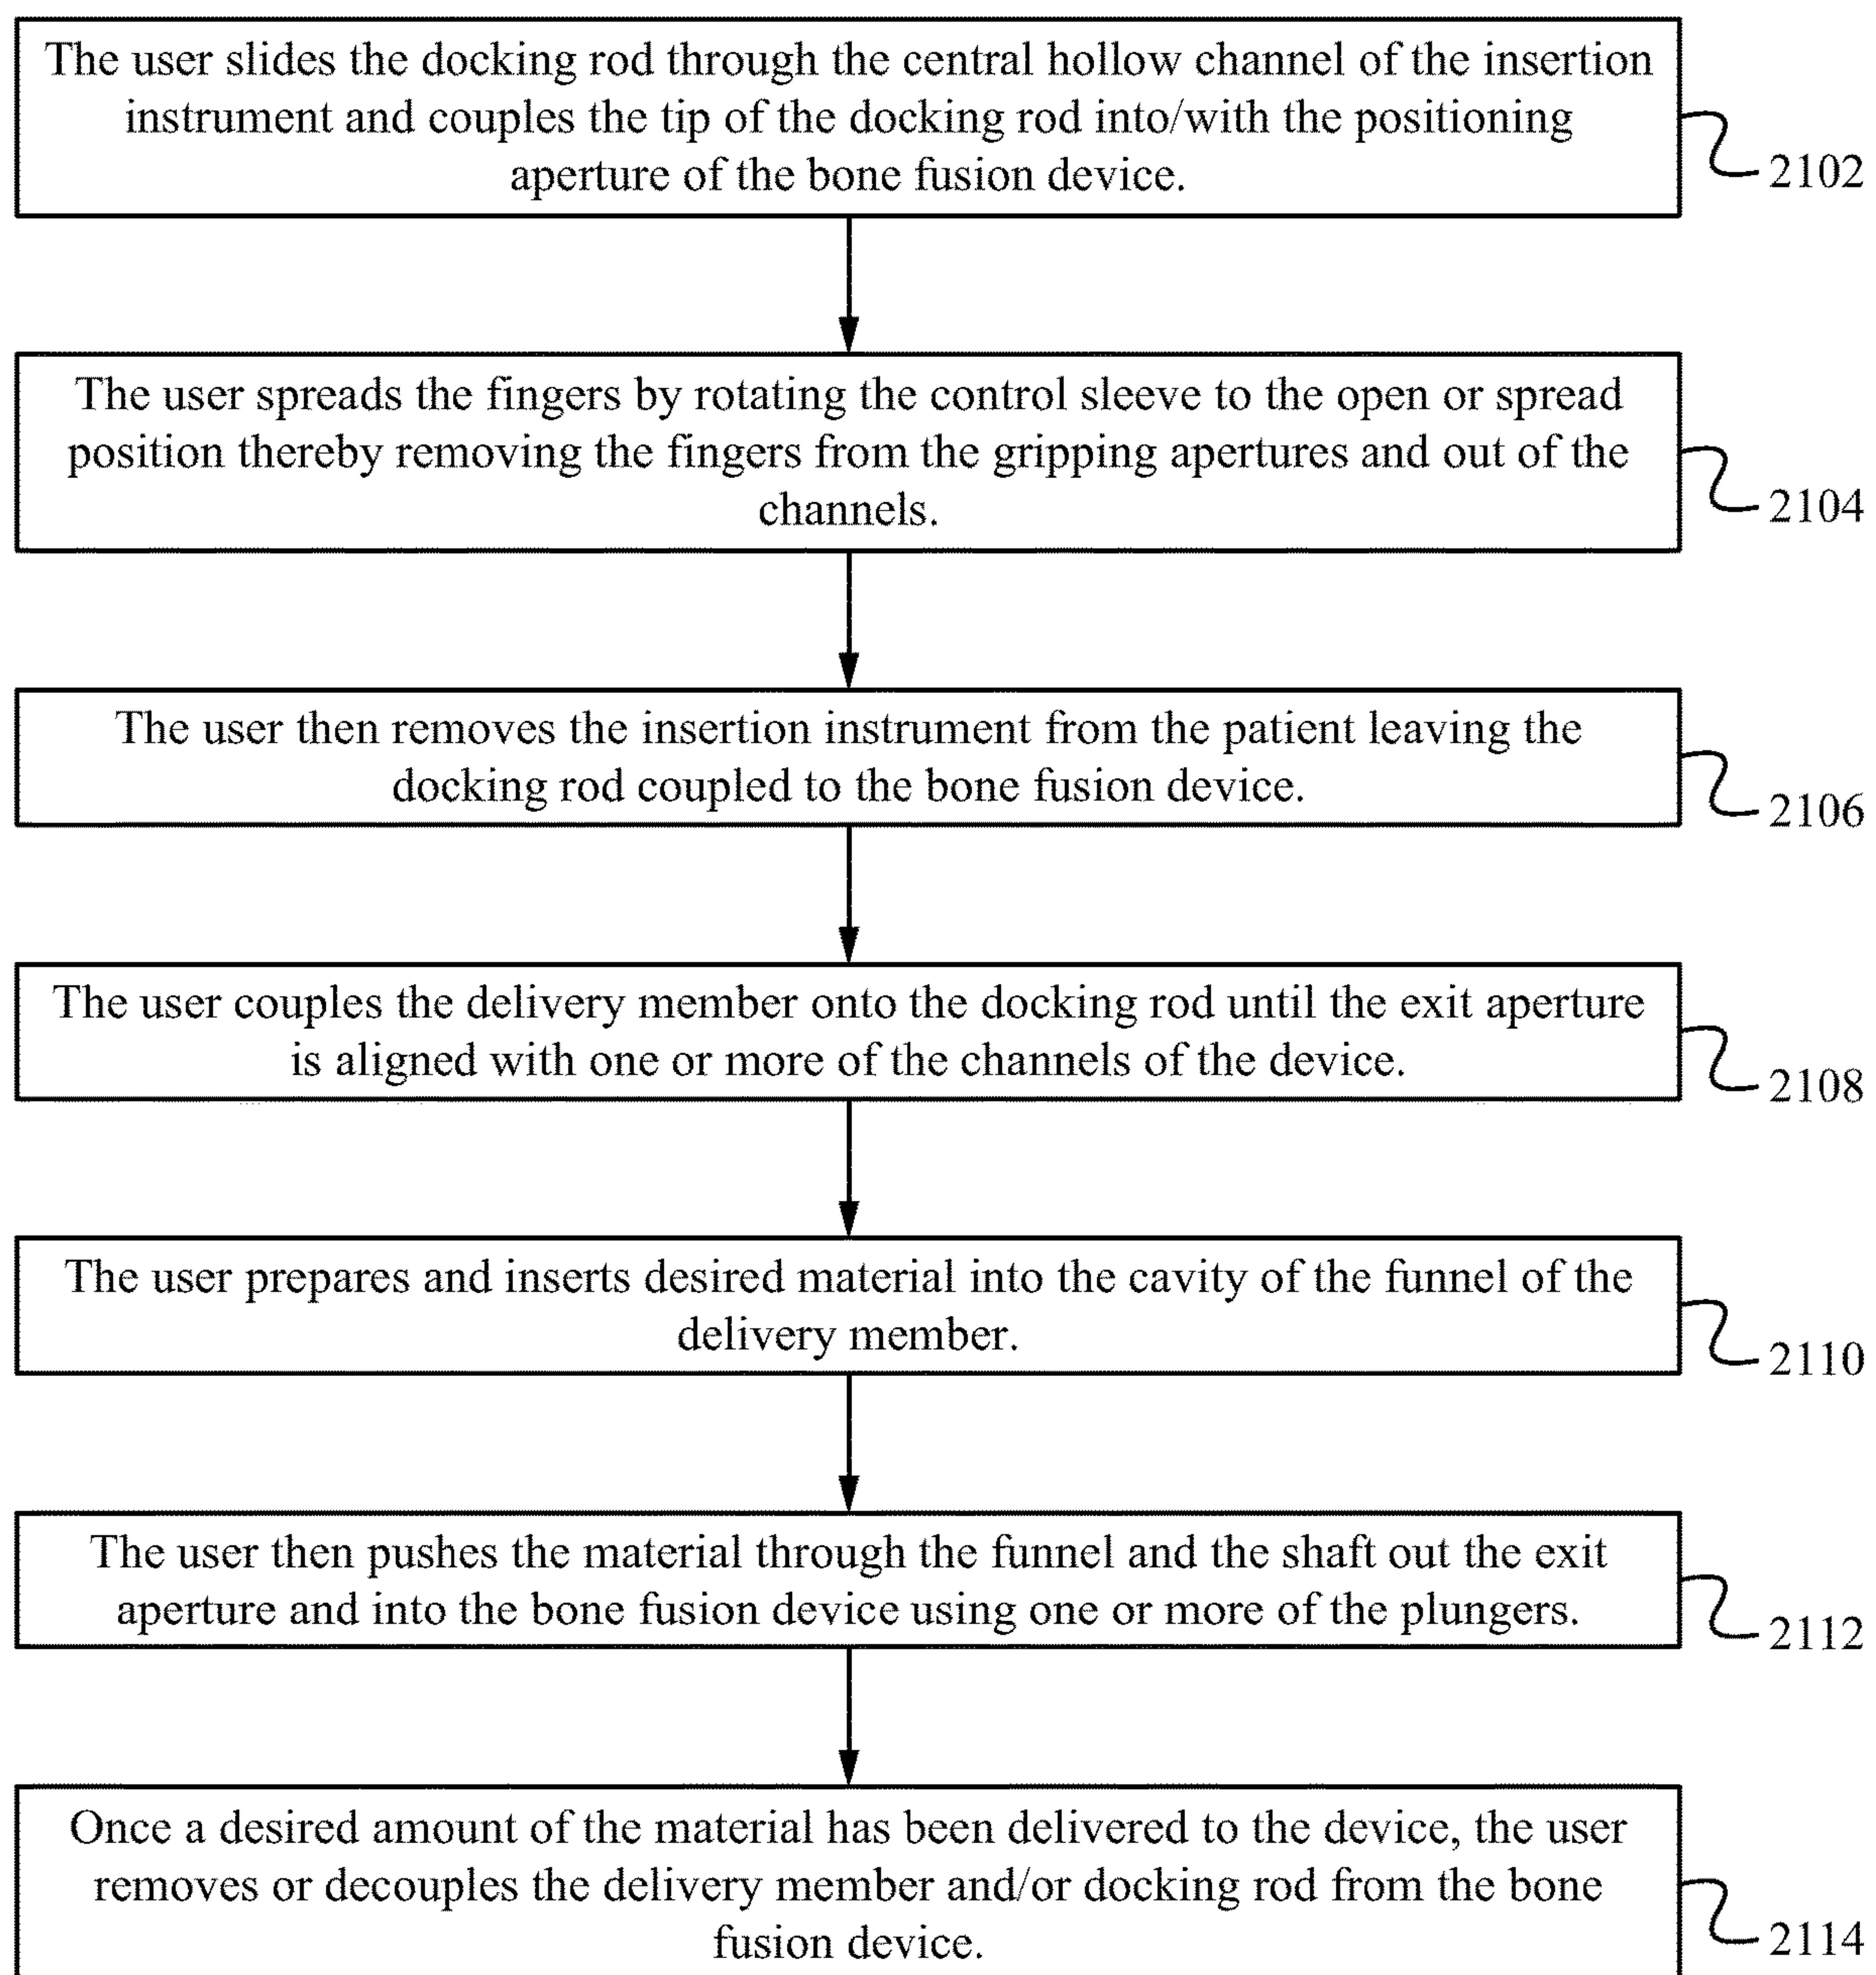 The user slides the docking rod through the central hollow channel of the insertion
instrument and couples the tip of the docking rod into/with the positioning
aperture of the bone fusion device.
2102
The user spreads the fingers by rotating the control sleeve to the open or spread
position thereby removing the fingers from the gripping apertures and out of the
channels.
2104
The user then removes the insertion instrument from the patient leaving the
docking rod coupled to the bone fusion device.
2106
The user couples the delivery member onto the docking rod until the exit aperture
is aligned with one or more of the channels of the device.
2108
The user prepares and inserts desired material into the cavity of the funnel of the
delivery member.
2110
The user then pushes the material through the funnel and the shaft out the exit
aperture and into the bone fusion device using one or more of the plungers.
2112
Once a desired amount of the material has been delivered to the device, the user
removes or decouples the delivery member and/or docking rod from the bone
fusion device.
2114